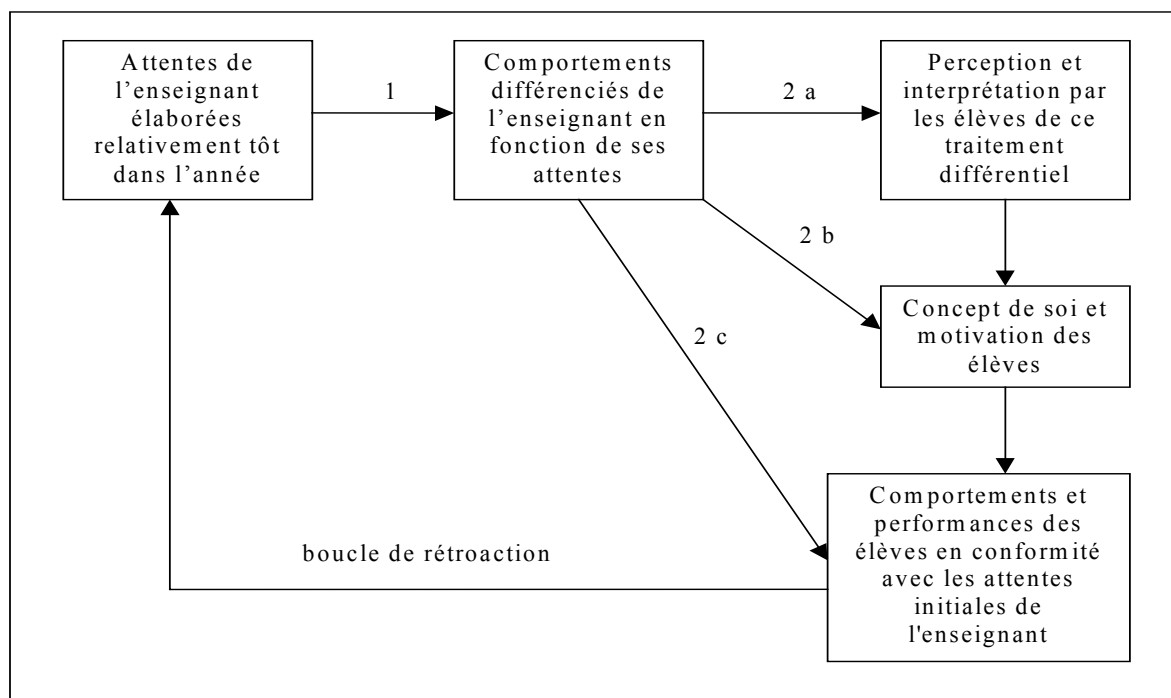 Attentes de
l’enseignant
élaborées
relativement tôt
dans l’année
1
Comportements
différenciés de
l’enseignant en
fonction de ses
attentes
2 a
Perception et
interprétation par
les élèves de ce
traitement
différentiel
2 b
Concept de soi et
motivation des
élèves
2 c
Comportements et
performances des
élèves en conformité
avec les attentes
initiales de
l'enseignant
boucle de rétroaction